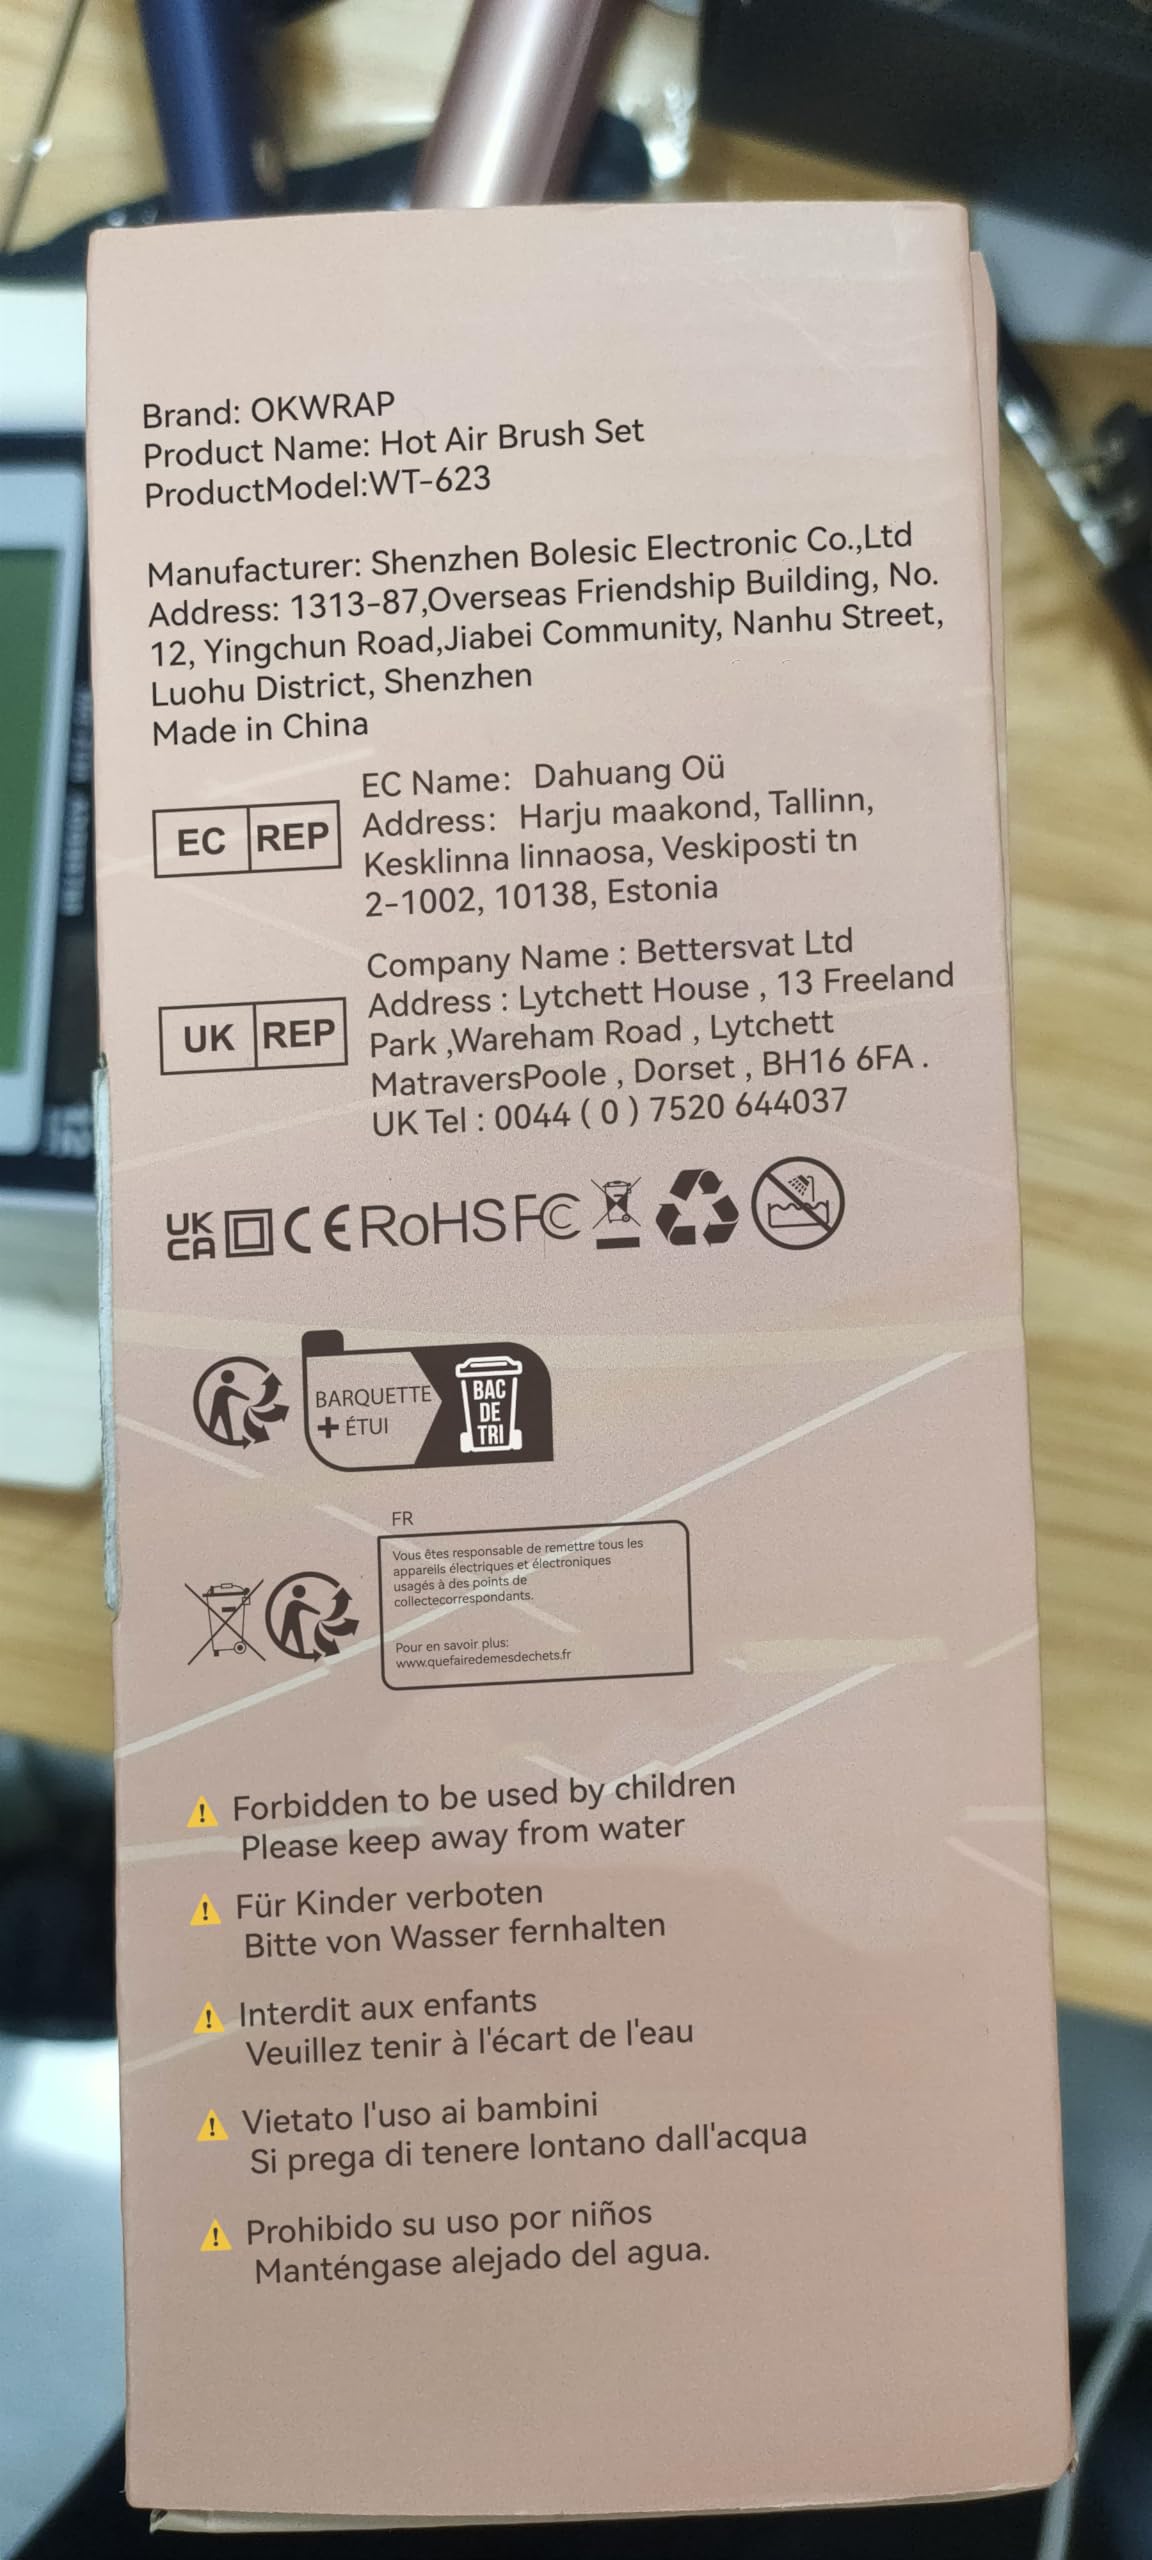 Brand: OKWRAP
Product Name: Hot Air Brush Set
ProductModel:WT-623
Manufacturer: Shenzhen Bolesic Electronic Co.,Ltd
Address: 1313-87,Overseas Friendship Building, No.
12, Yingchun Road,Jiabei Community, Nanhu Street,
Luohu District, Shenzhen
Made in China
EC REP
EC Name: Dahuang Oü
Address: Harju maakond, Tallinn,
Kesklinna linnaosa, Veskiposti tn
2-1002, 10138, Estonia
UK REP
Company Name : Bettersvat Ltd
Address : Lytchett House , 13 Freeland
Park ,Wareham Road , Lytchett
MatraversPoole , Dorset , BH16 6FA .
UK Tel : 0044 ( 0 ) 7520 644037
UK
CA
CE RoHS FC
BARQUETTE
+ ÉTUI
BAC
DE
TRI
FR
Vous êtes responsable de remettre tous les
appareils électriques et électroniques
usagés à des points de
collectecorrespondants.
Pour en savoir plus:
www.quefairedemesdechets.fr
Forbidden to be used by children
Please keep away from water
Für Kinder verboten
Bitte von Wasser fernhalten
Interdit aux enfants
Veuillez tenir à l'écart de l'eau
Vietato l'uso ai bambini
Si prega di tenere lontano dall'acqua
Prohibido su uso por niños
Manténgase alejado del agua.